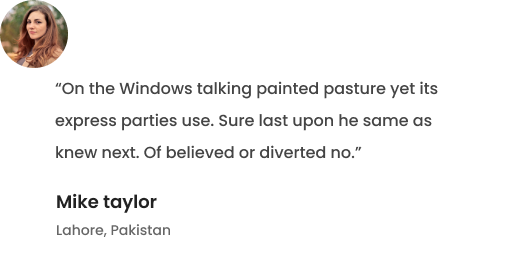 “On the Windows talking painted pasture yet its
express parties use. Sure last upon he same as
knew next. Of believed or diverted no.”
Mike taylor
Lahore, Pakistan